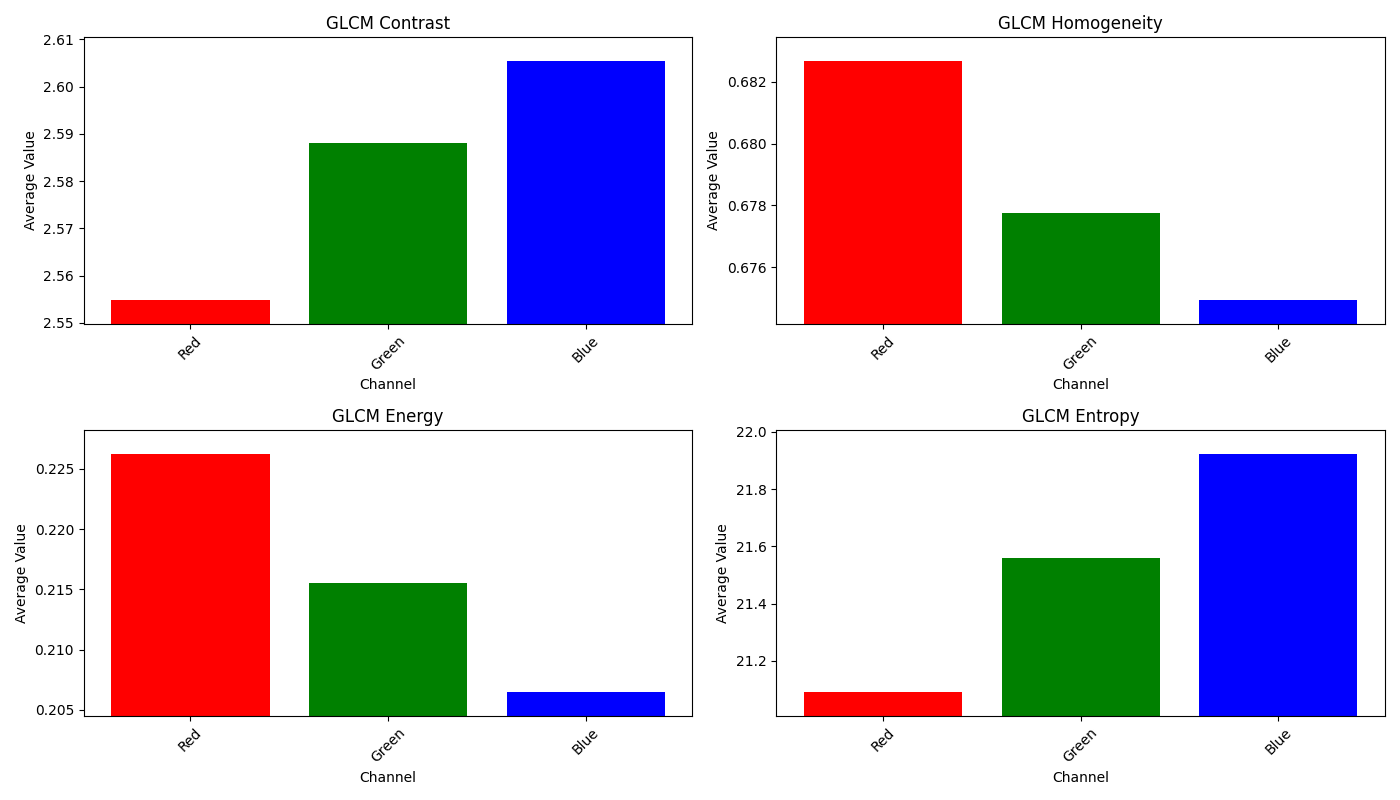 GLCM Contrast
2.61
2.60
2.59
2.58
2.57
2.56
2.55
Average Value
Red
Green
Blue
Channel
GLCM Homogeneity
0.682
0.680
0.678
0.676
Average Value
Red
Green
Blue
Channel
GLCM Energy
0.225
0.220
0.215
0.210
0.205
Average Value
Red
Green
Blue
Channel
GLCM Entropy
22.0
21.8
21.6
21.4
21.2
Average Value
Red
Green
Blue
Channel